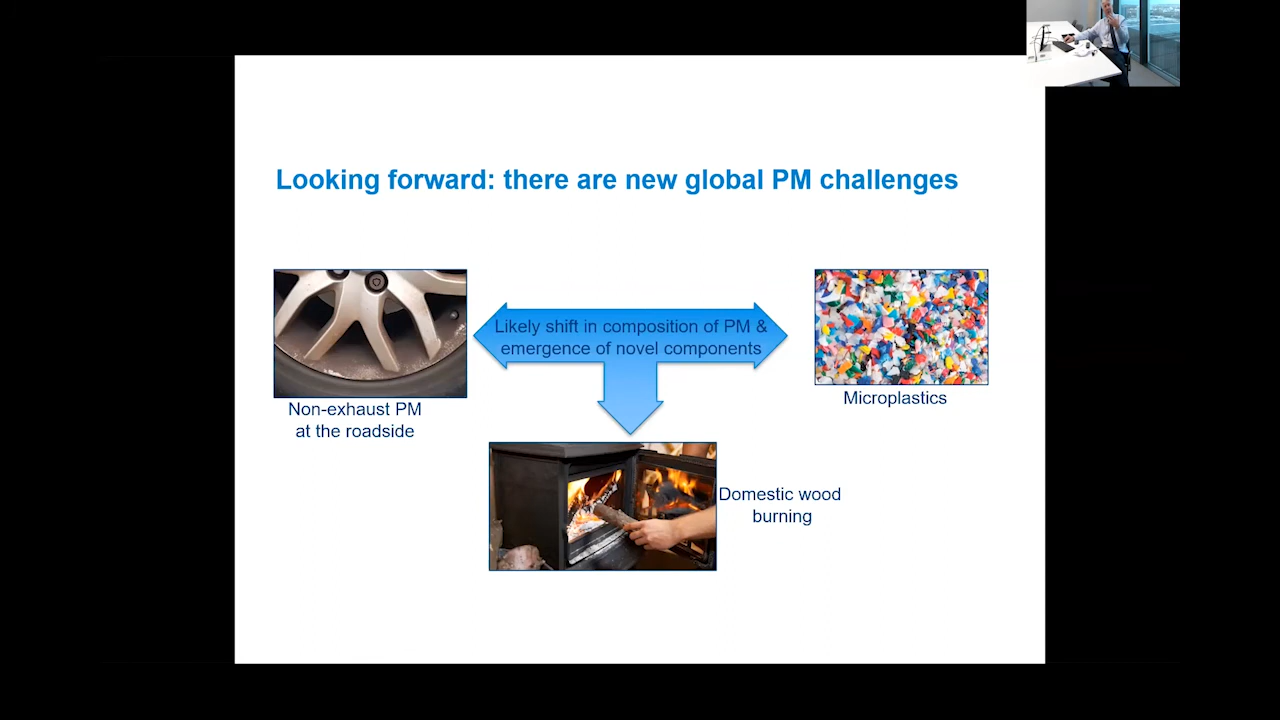 Looking forward: there are new global PM challenges
Likely shift in composition of PM &
emergence of novel components
Non-exhaust PM
at the roadside
Microplastics
Domestic wood
burning